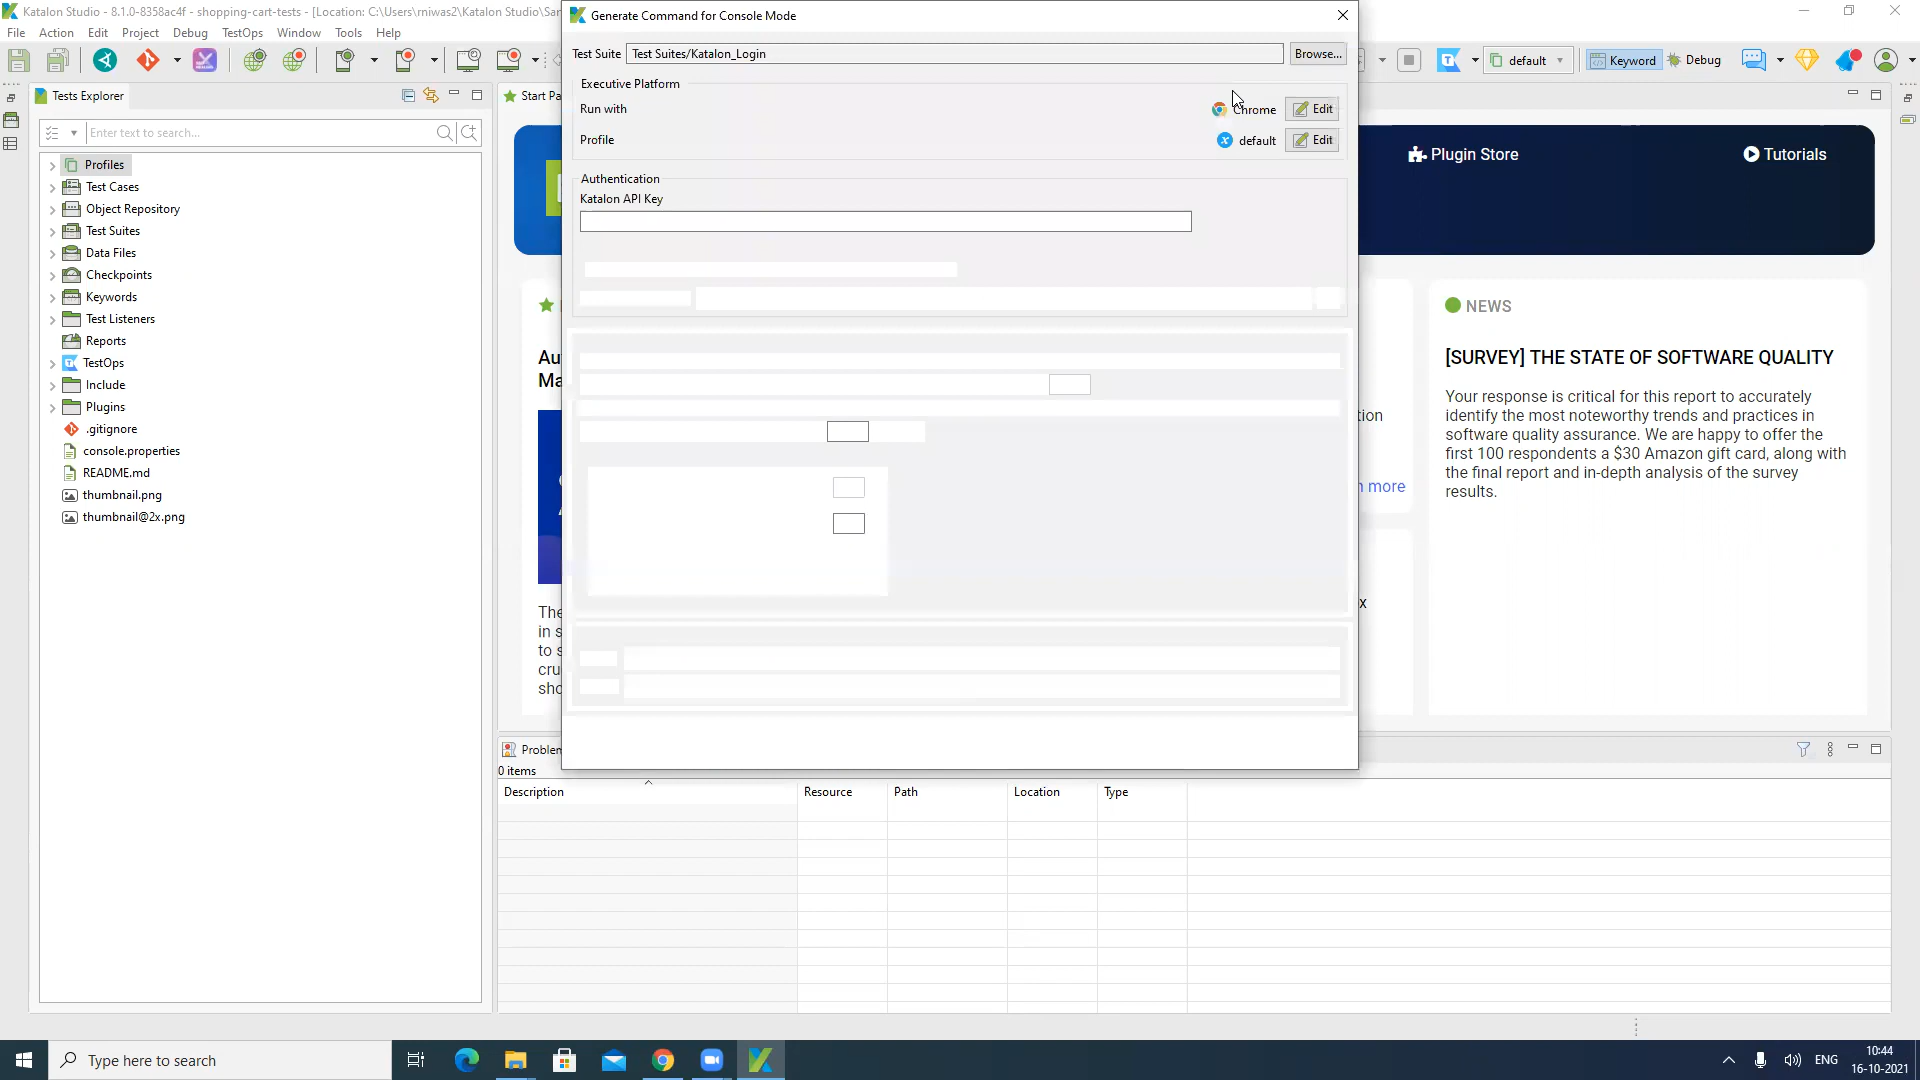 Katalon Studio - 8.1.0-8358ac4f - shopping-cart-tests - [Location: C:\Users\rniwas2\Katalon Studio\Sar
File Action Edit Project Debug TestOps Window Tools Help
default
Keyword
Debug
Tests Explorer
Enter text to search...
Profiles
Test Cases
Object Repository
Test Suites
Data Files
Checkpoints
Keywords
Test Listeners
Reports
TestOps
Include
Plugins
.gitignore
console.properties
README.md
thumbnail.png
thumbnail@2x.png
Start Pa
Au
Ma
The
in s
to s
cru
sho
Generate Command for Console Mode
Test Suite
Test Suites/Katalon_Login
Browse...
Executive Platform
Run with
Chrome
Edit
Profile
default
Edit
Authentication
Katalon API Key
Plugin Store
Tutorials
tion
more
x
NEWS
[SURVEY] THE STATE OF SOFTWARE QUALITY
Your response is critical for this report to accurately
identify the most noteworthy trends and practices in
software quality assurance. We are happy to offer the
first 100 respondents a $30 Amazon gift card, along with
the final report and in-depth analysis of the survey
results.
Problem
0 items
Description Resource Path Location Type
Type here to search
ENG
10:44
16-10-2021